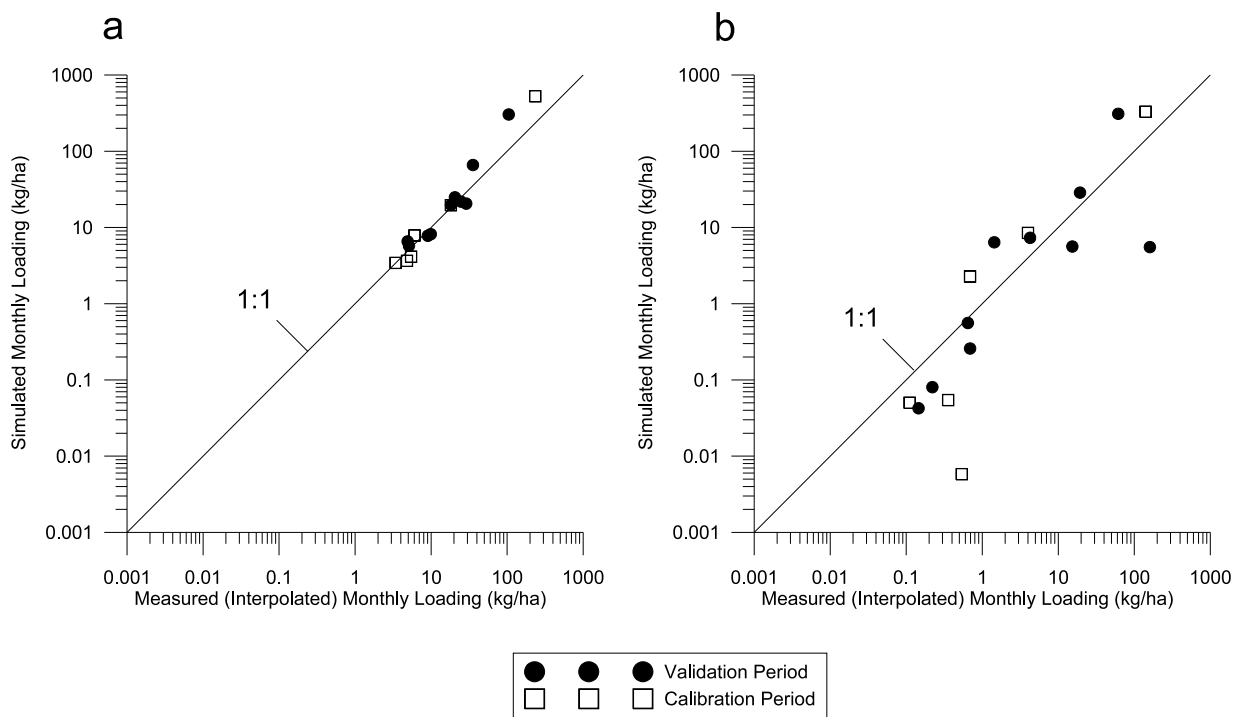 a
1000
100
10
1
0.1
0.01
0.001
Simulated Monthly Loading (kg/ha)
1:1
0.001 0.01 0.1 1 10 100 1000
Measured (Interpolated) Monthly Loading (kg/ha)
b
1000
100
10
1
0.1
0.01
0.001
Simulated Monthly Loading (kg/ha)
1:1
0.001 0.01 0.1 1 10 100 1000
Measured (Interpolated) Monthly Loading (kg/ha)
Validation Period
Calibration Period